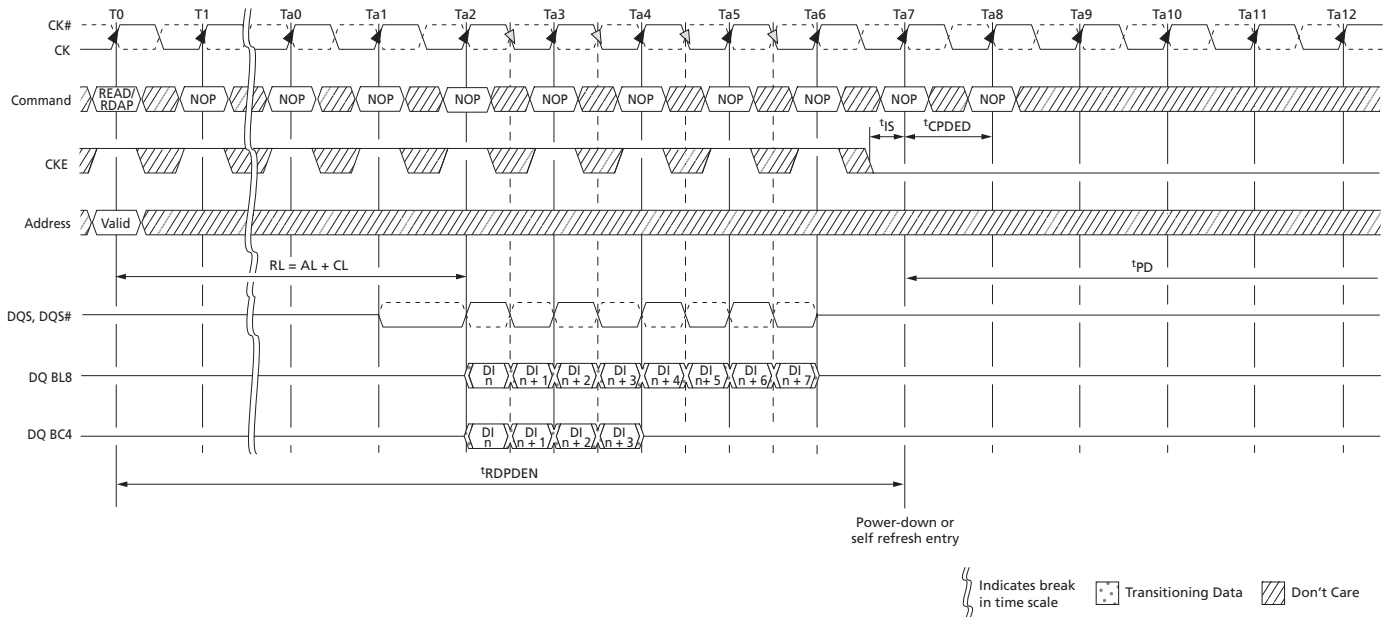 T0 T1 Ta0 Ta1 Ta2 Ta3 Ta4 Ta5 Ta6 Ta7 Ta8 Ta9 Ta10 Ta11 Ta12
CK#
CK
Command READ/ RDAP NOP NOP NOP NOP NOP NOP NOP NOP NOP NOP
tIS tCPDED
CKE
Address Valid
RL = AL + CL tPD
DQS, DQS#
DQ BL8 DI n DI n + 1 DI n + 2 DI n + 3 DI n + 4 DI n + 5 DI n + 6 DI n + 7
DQ BC4 DI n DI n + 1 DI n + 2 DI n + 3
tRDPDEN
Power-down or
self refresh entry
Indicates break
in time scale
Transitioning Data
Don't Care